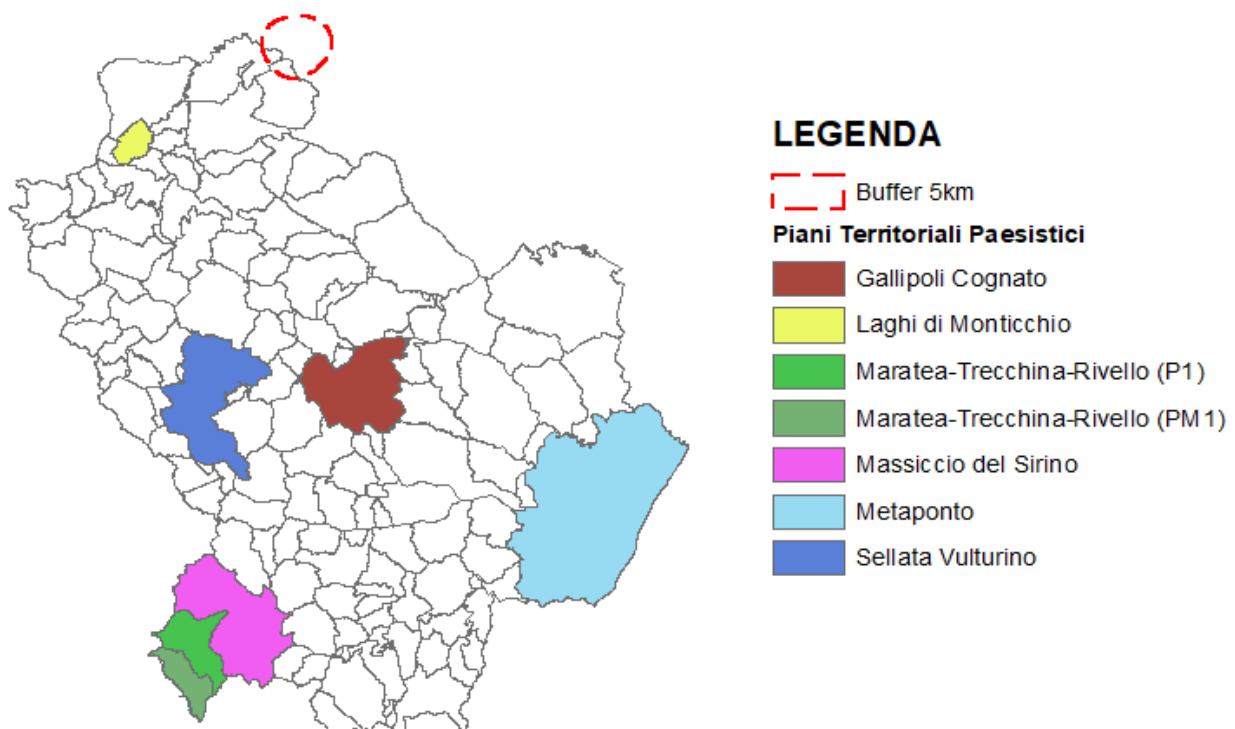 LEGENDA
Buffer 5km
Piani Territoriali Paesistici
Gallipoli Cognato
Laghi di Monticchio
Maratea-Trecchina-Rivello (P1)
Maratea-Trecchina-Rivello (PM1)
Massiccio del Sirino
Metaponto
Sellata Vulturino